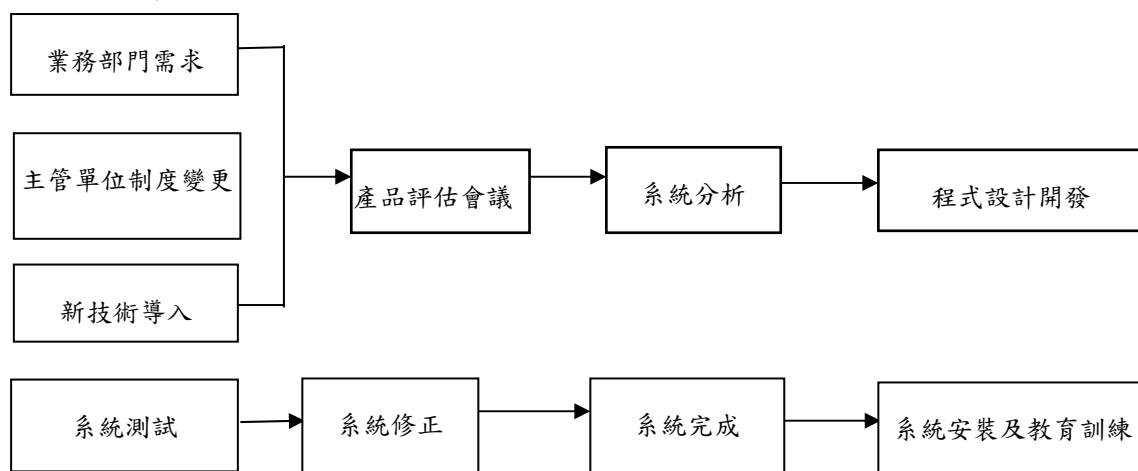 業務部門需求
主管單位制度變更
新技術導入
產品評估會議
系統分析
程式設計開發
系統測試
系統修正
系統完成
系統安裝及教育訓練